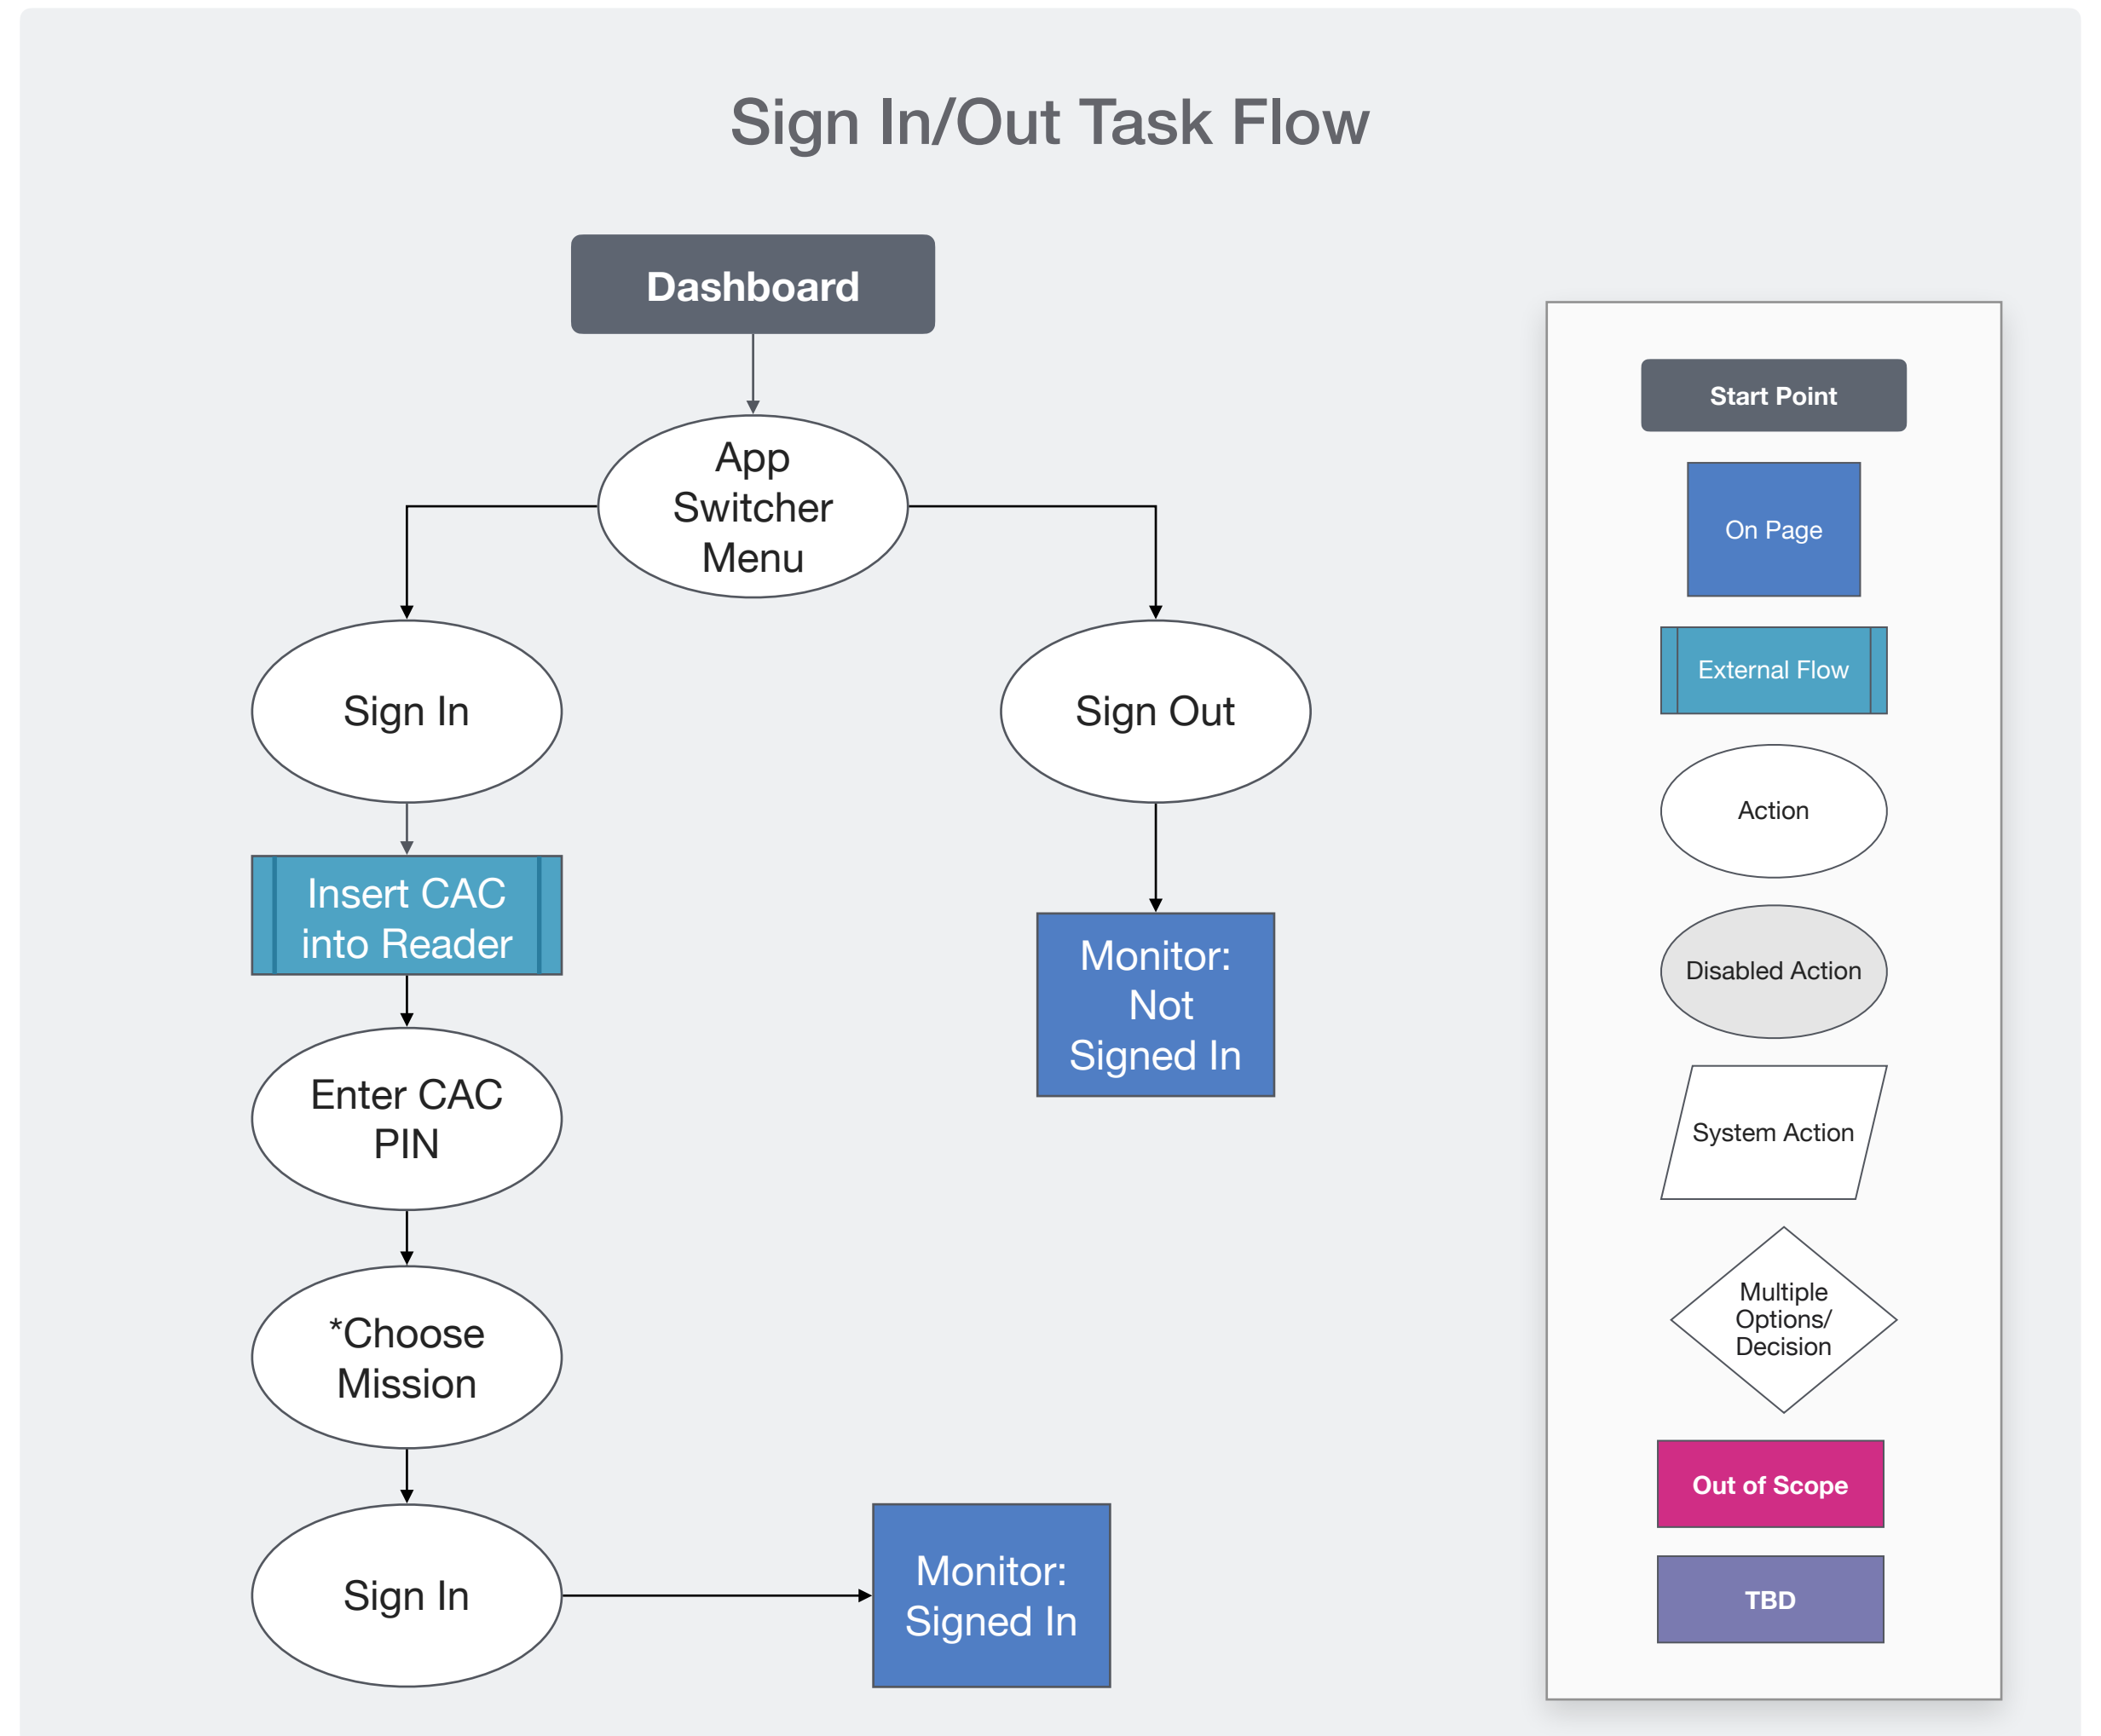 Sign In/Out Task Flow
Dashboard
App
Switcher
Menu
Sign In
Sign Out
Insert CAC
into Reader
Monitor:
Not
Signed In
Enter CAC
PIN
*Choose
Mission
Sign In
Monitor:
Signed In
Start Point
On Page
External Flow
Action
Disabled Action
System Action
Multiple
Options/
Decision
Out of Scope
TBD